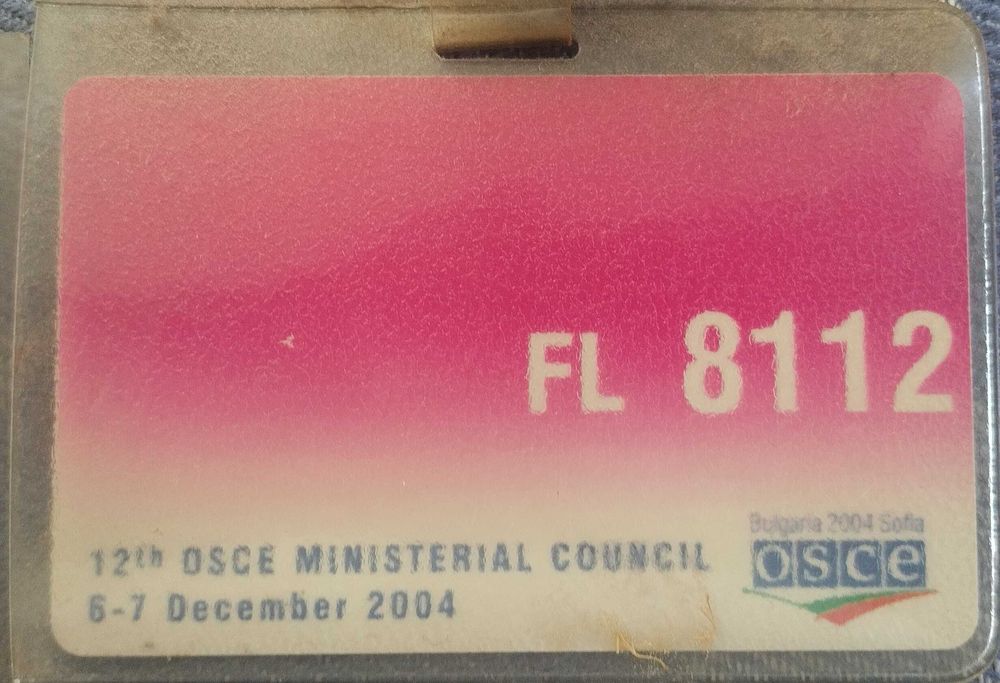 FL 8112
12th OSCE MINISTERIAL COUNCIL
6-7 December 2004
Bulgaria 2004 Sofia
OSCE